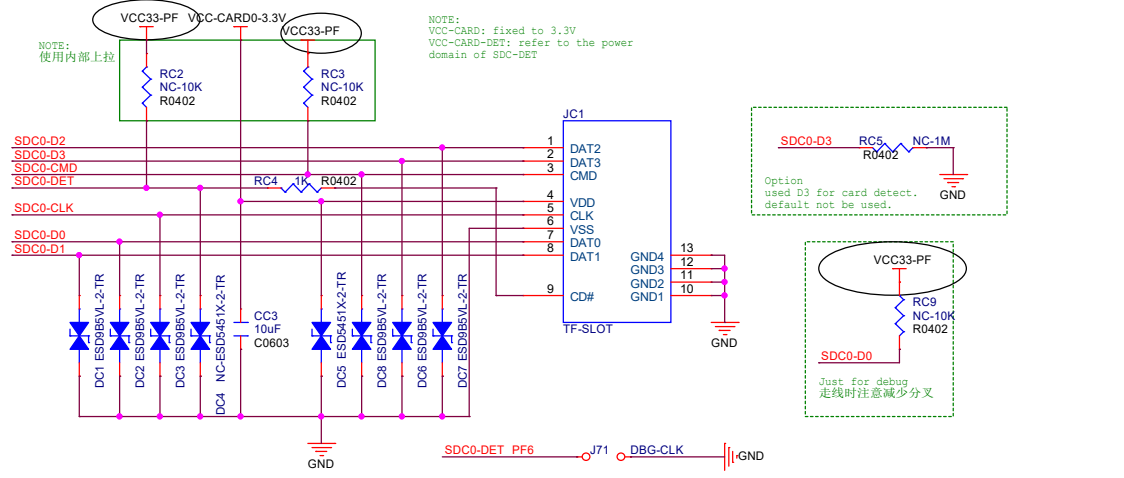 VCC33-PF
VCC-CARD0-3.3V
VCC33-PF
NOTE:
VCC-CARD: fixed to 3.3V
VCC-CARD-DET: refer to the power
domain of SDC-DET
NOTE:
使用内部上拉
RC2
NC-10K
R0402
RC3
NC-10K
R0402
JC1
SDC0-D2
SDC0-D3
SDC0-CMD
SDC0-DET
SDC0-CLK
SDC0-D0
SDC0-D1
RC4 1K R0402
1 DAT2
2 DAT3
3 CMD
4 VDD
5 CLK
6 VSS
7 DAT0
8 DAT1
9 CD#
GND4 13
GND3 12
GND2 11
GND1 10
TF-SLOT
GND
DC1 ESD9B5VL-2-TR
DC2 ESD9B5VL-2-TR
DC3 ESD9B5VL-2-TR
DC4 NC-ESD5451X-2-TR
CC3
10uF
C0603
DC5 ESD5451X-2-TR
DC8 ESD9B5VL-2-TR
DC6 ESD9B5VL-2-TR
DC7 ESD9B5VL-2-TR
GND
SDC0-D3
RC5 NC-1M
R0402
GND
Option
used D3 for card detect.
default not be used.
VCC33-PF
RC9
NC-10K
R0402
SDC0-D0
Just for debug
走线时注意减少分叉
SDC0-DET PF6
J71
DBG-CLK
GND